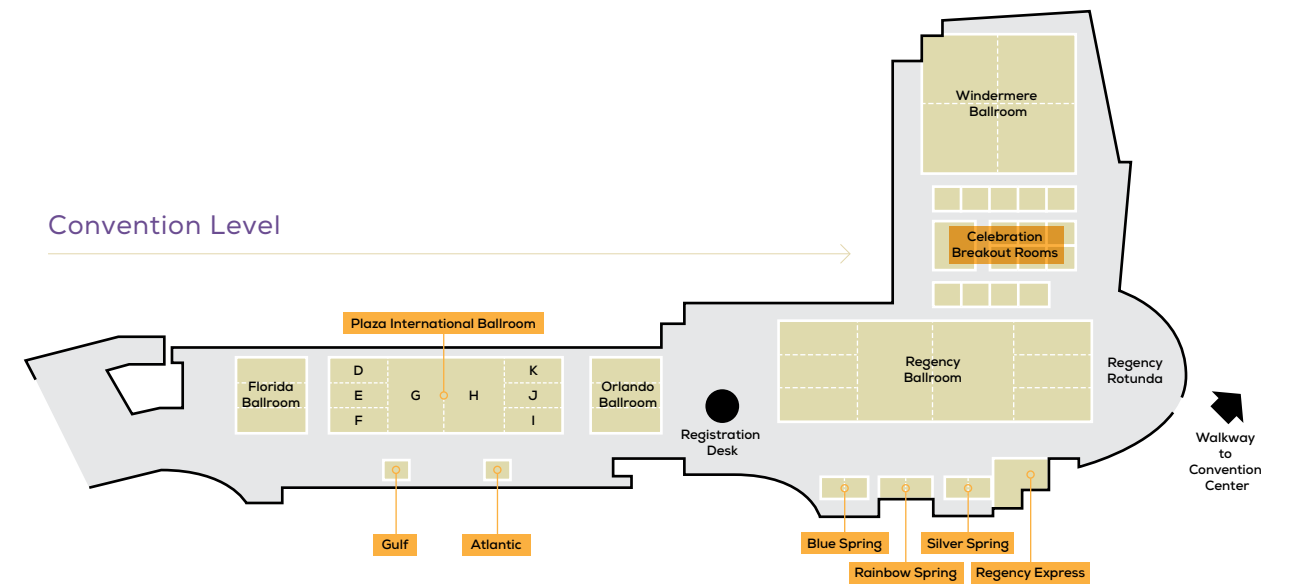 Windermere
Ballroom
Convention Level
Celebration
Breakout Rooms
Plaza International Ballroom
Florida
Ballroom
D
E
F
G
H
K
J
I
Orlando
Ballroom
Registration
Desk
Regency
Ballroom
Regency
Rotunda
Walkway
to
Convention
Center
Gulf
Atlantic
Blue Spring
Silver Spring
Rainbow Spring
Regency Express